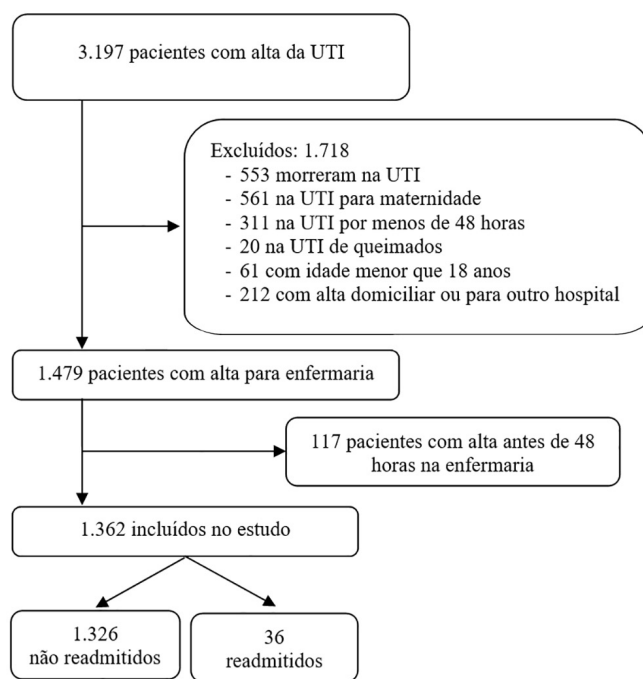 3.197 pacientes com alta da UTI
Excluídos: 1.718
- 553 morreram na UTI
- 561 na UTI para maternidade
- 311 na UTI por menos de 48 horas
- 20 na UTI de queimados
- 61 com idade menor que 18 anos
- 212 com alta domiciliar ou para outro hospital
1.479 pacientes com alta para enfermaria
117 pacientes com alta antes de 48
horas na enfermaria
1.362 incluídos no estudo
1.326
não readmitidos
36
readmitidos